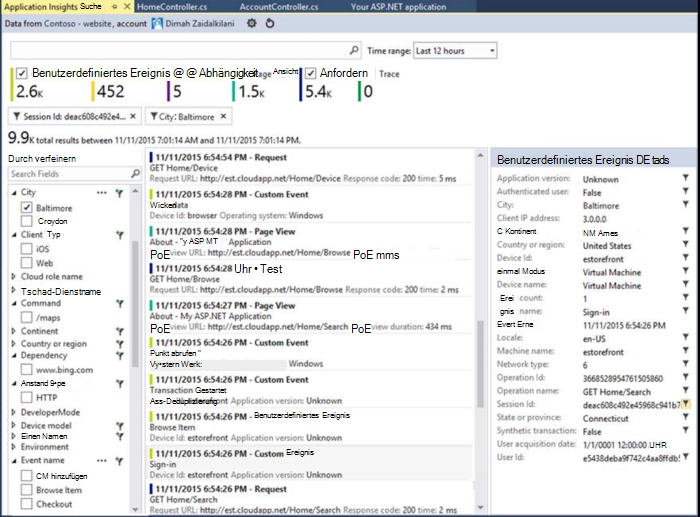 Application Insights Suche
HomeController.cs
AccountController.cs
Your ASP.NET application
Data from Contoso - website, account Dimah Zaidalkilani
Time range: Last 12 hours
Benutzerdefiniertes Ereignis @ @ Abhängigkeit Ansicht Anfordern Trace
2.6K 452 5 1.5K 5.4K 0
Session Id: deac608c492e4... ×
City: Baltimore ×
9.9K total results between 11/11/2015 7:01:14 AM and 11/11/2015 7:01:14 PM.
Durch verfeinern
Search Fields
City
Baltimore
Croydon
Client Typ
iOS
Web
Cloud role name
Tschad-Dienstname
Command
/maps
Continent
Country or region
Dependency
www.bing.com
Anstand 9•pe
HTTP
DeveloperMode
Device model
Einen Namen
Environment
Event name
CM hinzufügen
Browse Item
Checkout
11/11/2015 6:54:54 PM - Request
GET Home/Device
Request URL: http://est.cloudapp.net/Home/Device Response code: 200 time: 5 ms
11/11/2015 6:54:28 PM - Custom Event
Wickedata
Device Id: browser Operating system: Windows
11/11/2015 6:54:28 PM - Page View
About - "y ASP MT Application
PoEview URL: http://est.cloudapp.net/Home/Browse PoE mms
11/11/2015 6:54:28 Uhr • Test
GET Home/Browse
Request URL: http://est.cloudapp.net/Home/Browse Response code: 200 time: 2 ms
11/11/2015 6:54:27 PM - Page View
About - My ASP.NET Application
PoEview URL: http://est.cloudapp.net/Home/Search PoEview duration: 434 ms
11/11/2015 6:54:26 PM - Custom Event
Punkt abrufen "
Vy•stern Werk: Windows
11/11/2015 6:54:26 PM - Custom Event
Transaction Gestartet
estorefront Application Version: Unknown
11/11/2015 6:54:26 PM - Benutzerdefiniertes Ereignis
Browse Item
Device Id: estorefront Application version: Unknown
11/11/2015 6:54:26 PM - Custom Ereignis
Sign-in
Device Id: estorefront Application version: Unknown
11/11/2015 6:54:26 PM - Request
GET Home/Search
Request URL: http://est.cloudapp.net/Home/Search Response code: 200 time: 2 ms
Benutzerdefiniertes Ereignis DEtads
Application version: Unknown
Authenticated user: False
City: Baltimore
Client IP address: 3.0.0.0
C Kontinent NM Ames
Country or region: United States
Device Id: estorefront
einmal Modus Virtual Machine
Device name: Virtual Machine
Erei count: 1
gnis name: Sign-in
Evert Erne 11/11/2015 6:54:26 PM
Locale: en-US
Machine name: estorefront
Network type: 6
Operation Id: 3668528954761505860
Operation name: GET Home/Search
Session Id: deac608c492e45968c941b7
State or province: Connecticut
Synthetic transaction: False
User acquisition date: 1/1/0001 12:00:00 UHR
User Id: e5438deba9f742c4aa8ffdb!